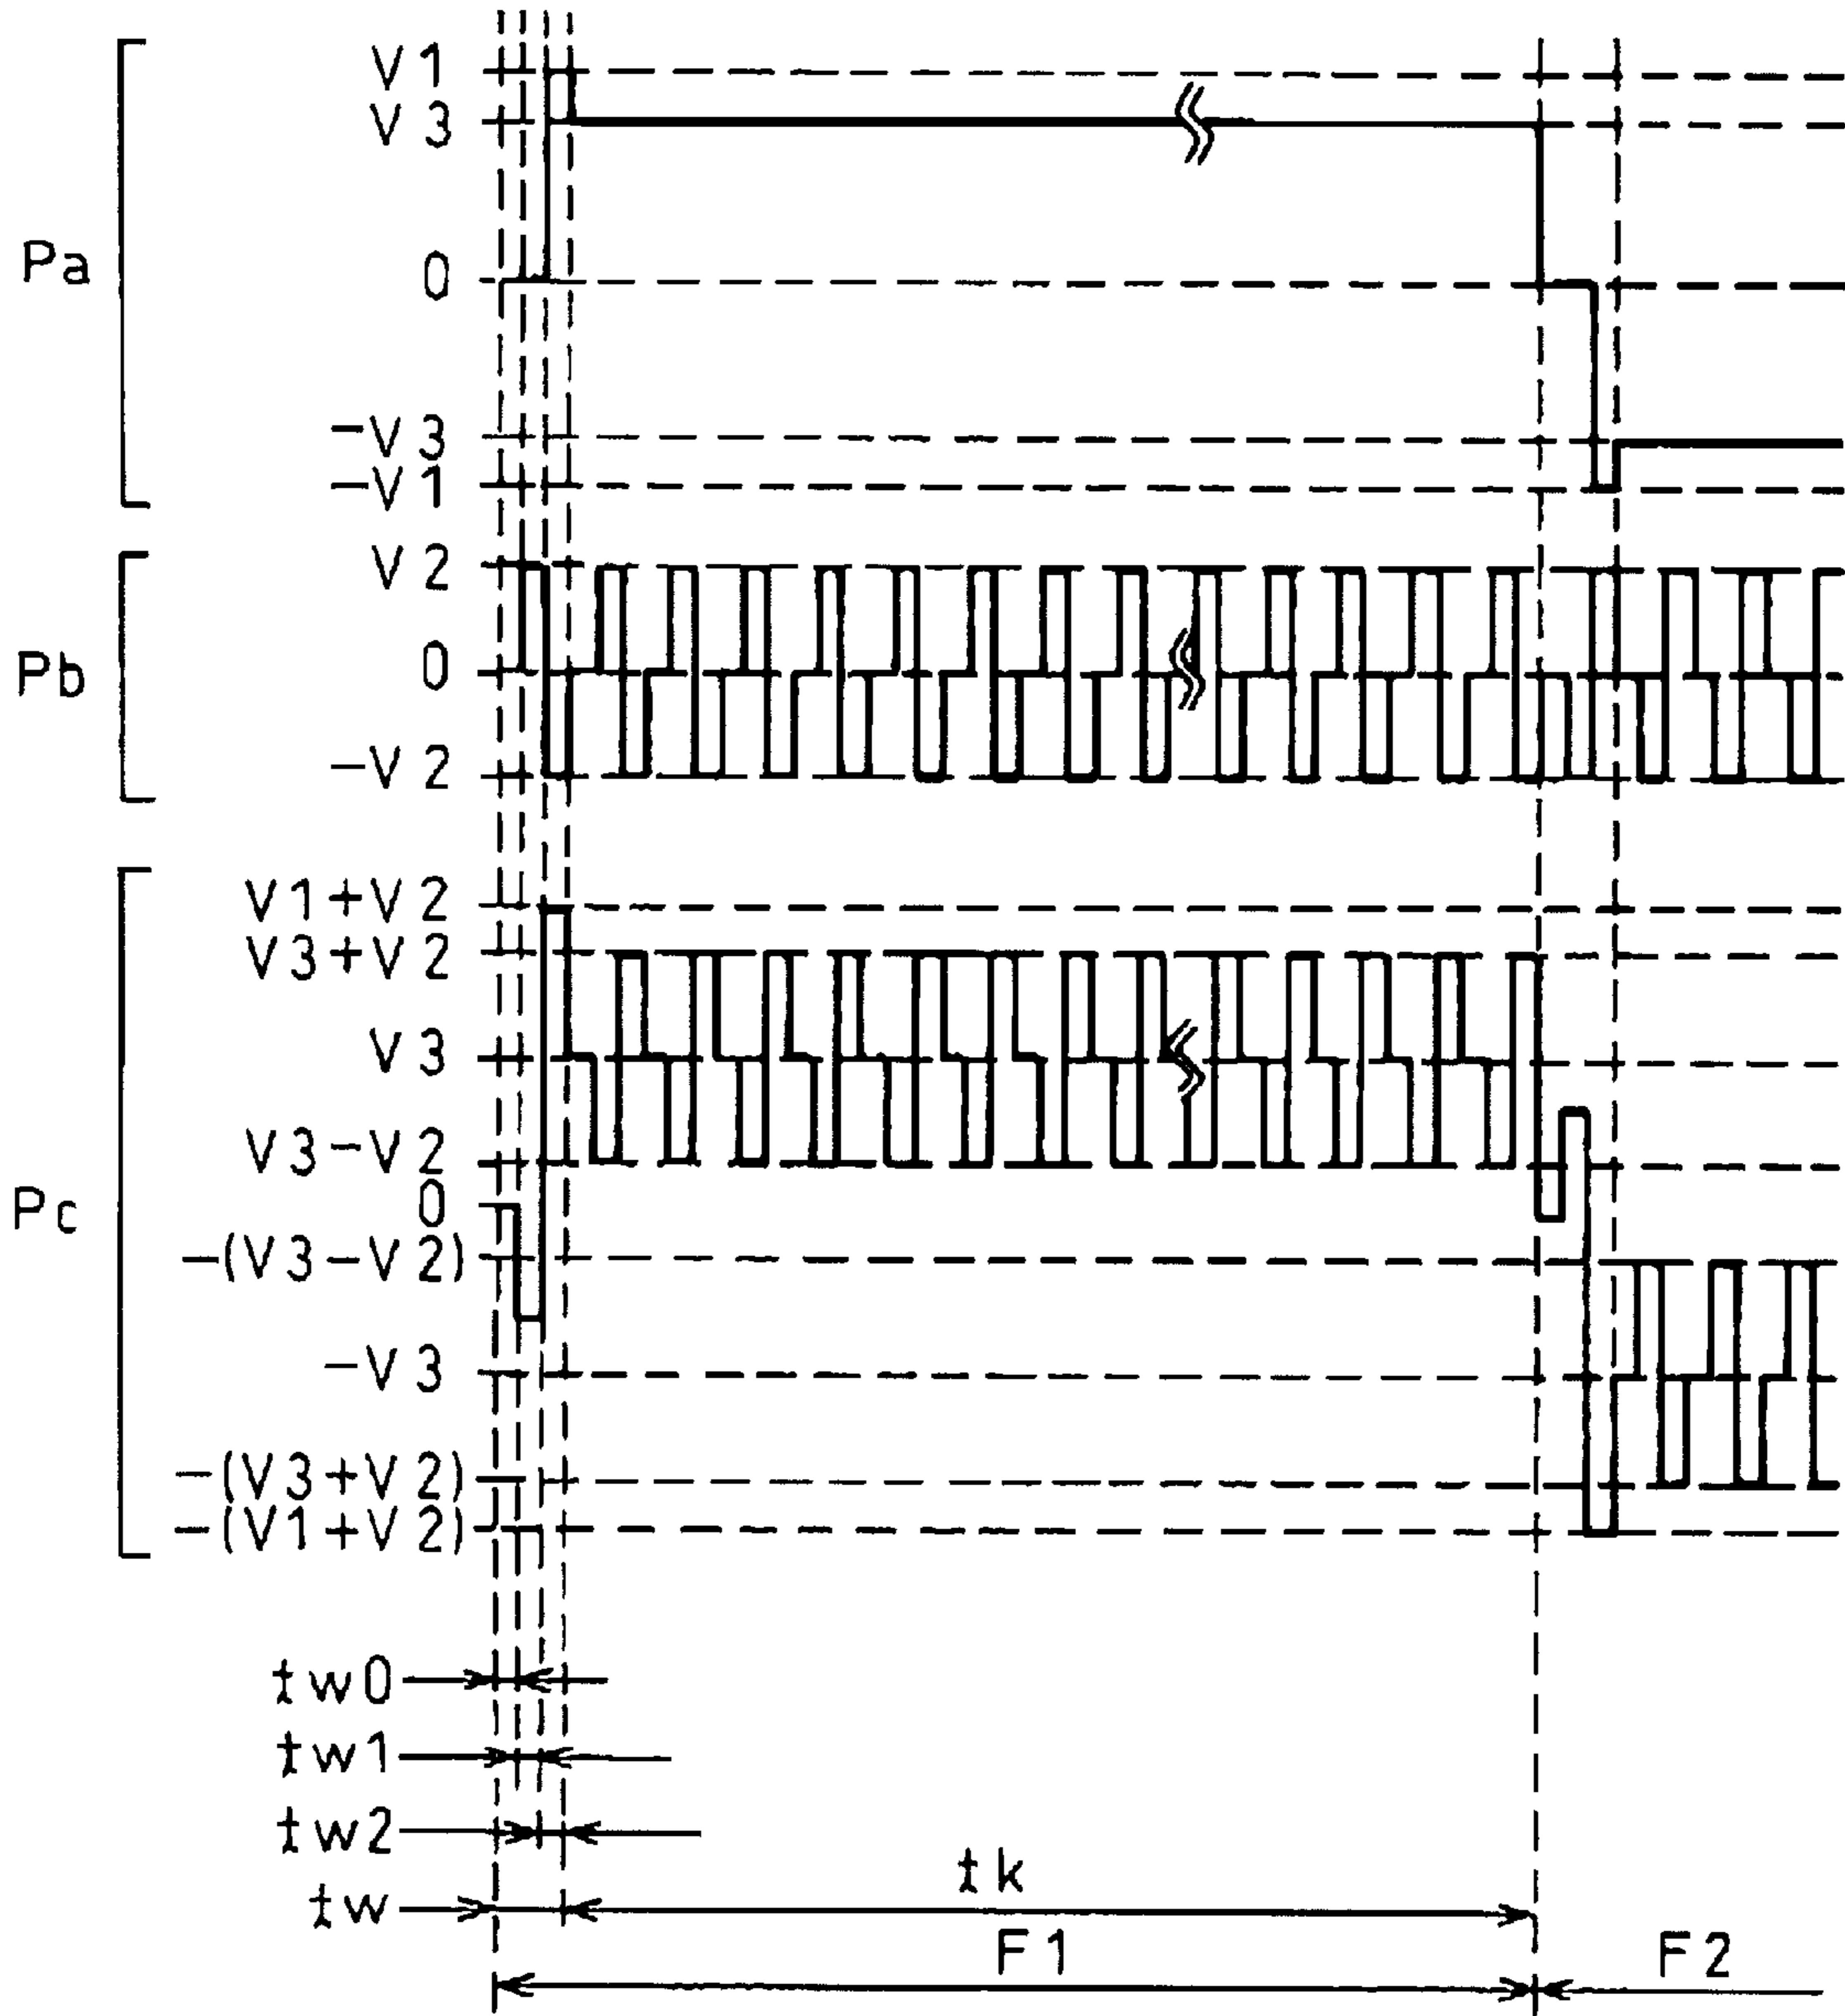 V1
V3
Pa
0
-V3
-V1
V2
Pb
0
-V2
V1+V2
V3+V2
V3
V3-V2
Pc
0
-(V3-V2)
-V3
-(V3+V2)
-(V1+V2)
tw0
tw1
tw2
tw
tk
F1
F2